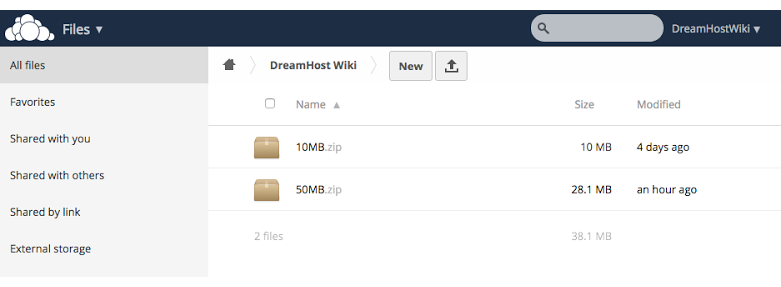 Files ▾
DreamHostWiki ▾
All files
Favorites
Shared with you
Shared with others
Shared by link
External storage
DreamHost Wiki
New
Name ▲
Size
Modified
10MB.zip
10 MB
4 days ago
50MB.zip
28.1 MB
an hour ago
2 files
38.1 MB